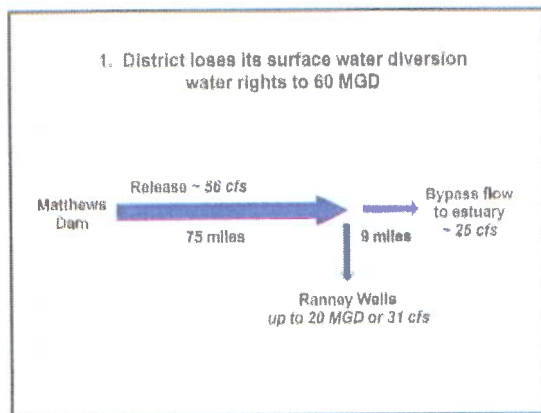 1. District loses its surface water diversion
water rights to 60 MGD
Release ~ 56 cfs
Matthews
Dam
75 miles
9 miles
Bypass flow
to estuary
~ 25 cfs
Ranney Wells
up to 20 MGD or 31 cfs